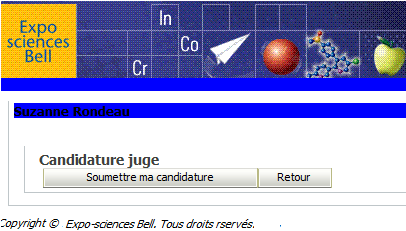 Expo
sciences
Bell
In
Co
Cr
Suzanne Rondeau
Candidature juge
Soumettre ma candidature
Retour
Copyright © Expo-sciences Bell. Tous droits rservés.